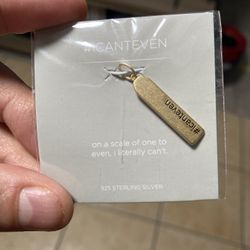 #ICANTEVEN
#icanteven
on a scale of one to
even, i literally can't.
925 STERLING SILVER